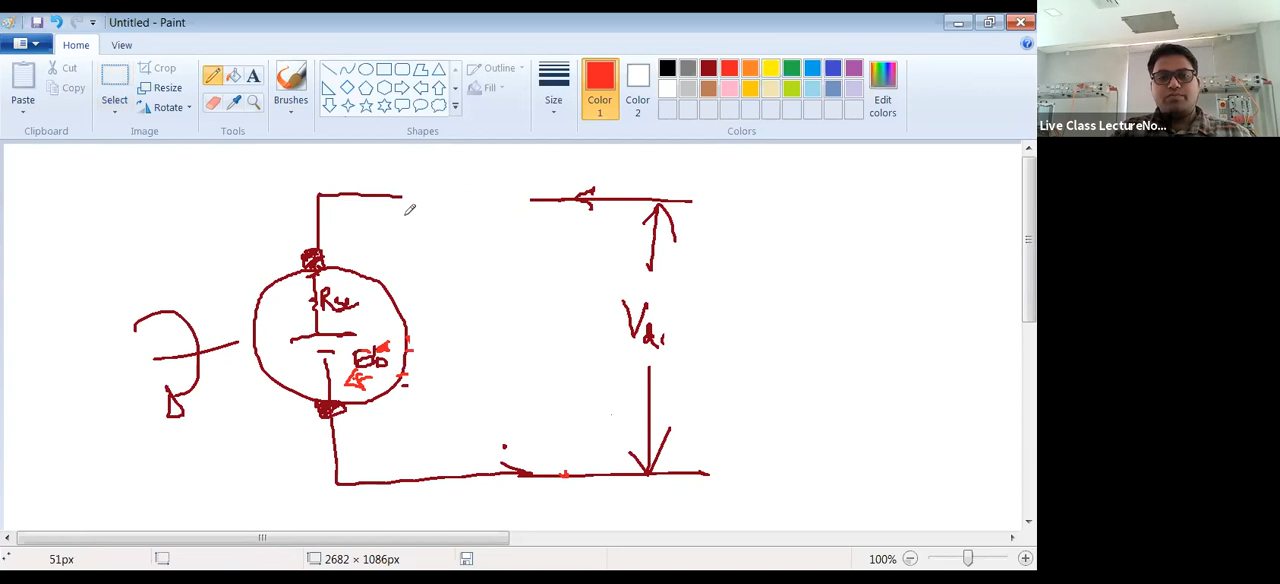 Untitled - Paint
Home View
Cut
Copy
Paste
Clipboard
Crop
Resize
Rotate
Select
Image
Tools
Brushes
Outline
Fill
Shapes
Size
Color 1
Color 2
Edit colors
Colors
Live Class LectureNo...
Eb
51px
2682 × 1086px
100%